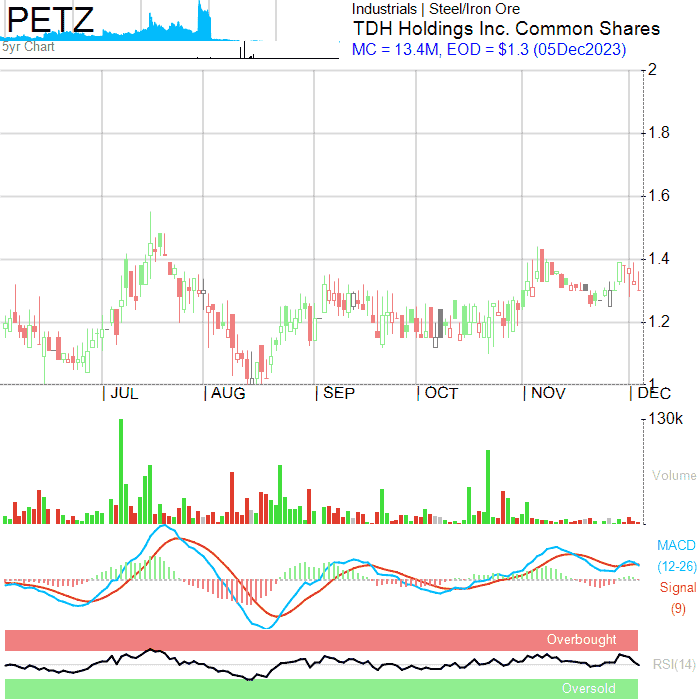 PETZ
5yr Chart
Industrials | Steel/Iron Ore
TDH Holdings Inc. Common Shares
MC = 13.4M, EOD = $1.3 (05Dec2023)
2
1.8
1.6
1.4
1.2
1
JUL AUG SEP OCT NOV DEC
130k
Volume
MACD
(12-26)
Signal
(9)
Overbought
RSI(14)
Oversold